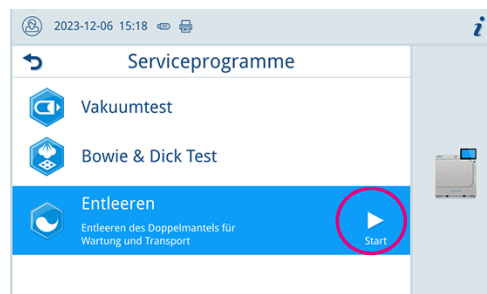 2023-12-06 15:18
i
Serviceprogramme
Vakuumtest
Bowie & Dick Test
Entleeren
Entleeren des Doppelmantels für
Wartung und Transport
Start